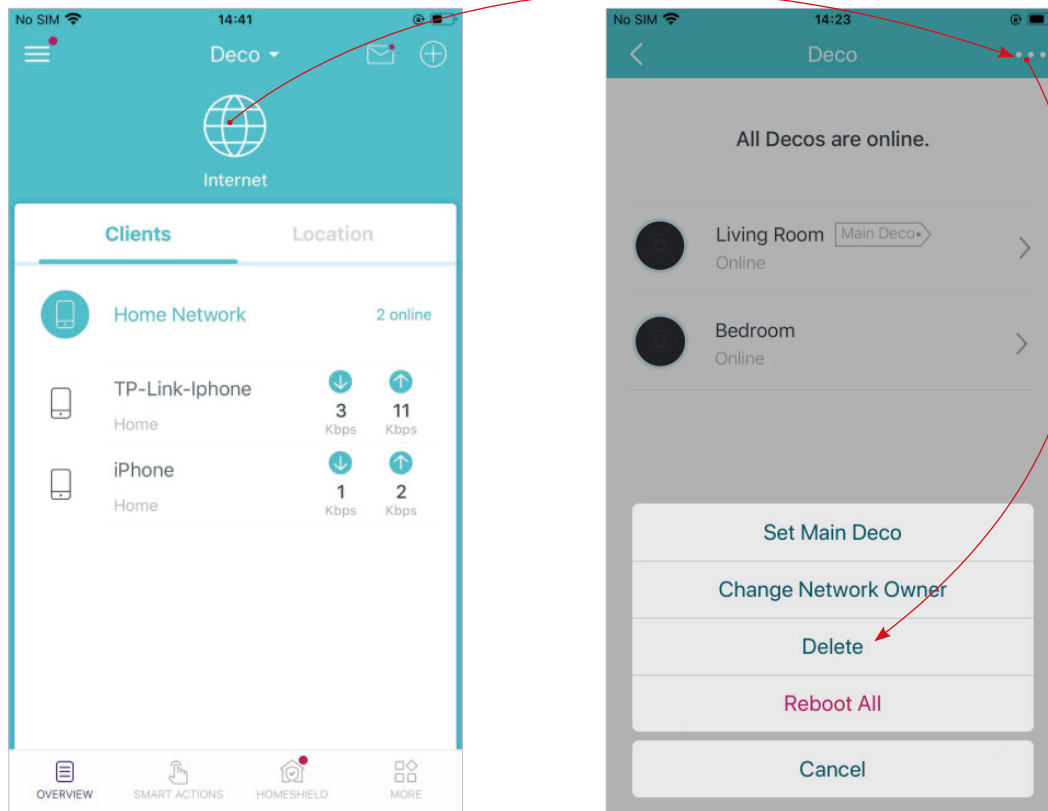 No SIM 14:41
Deco
Internet
Clients Location
Home Network 2 online
TP-Link-Iphone 3 11
Home Kbps Kbps
iPhone 1 2
Home Kbps Kbps
OVERVIEW SMART ACTIONS HOMESHIELD MORE
No SIM 14:23
Deco
All Decos are online.
Living Room Main Deco
Online
Bedroom
Online
Set Main Deco
Change Network Owner
Delete
Reboot All
Cancel